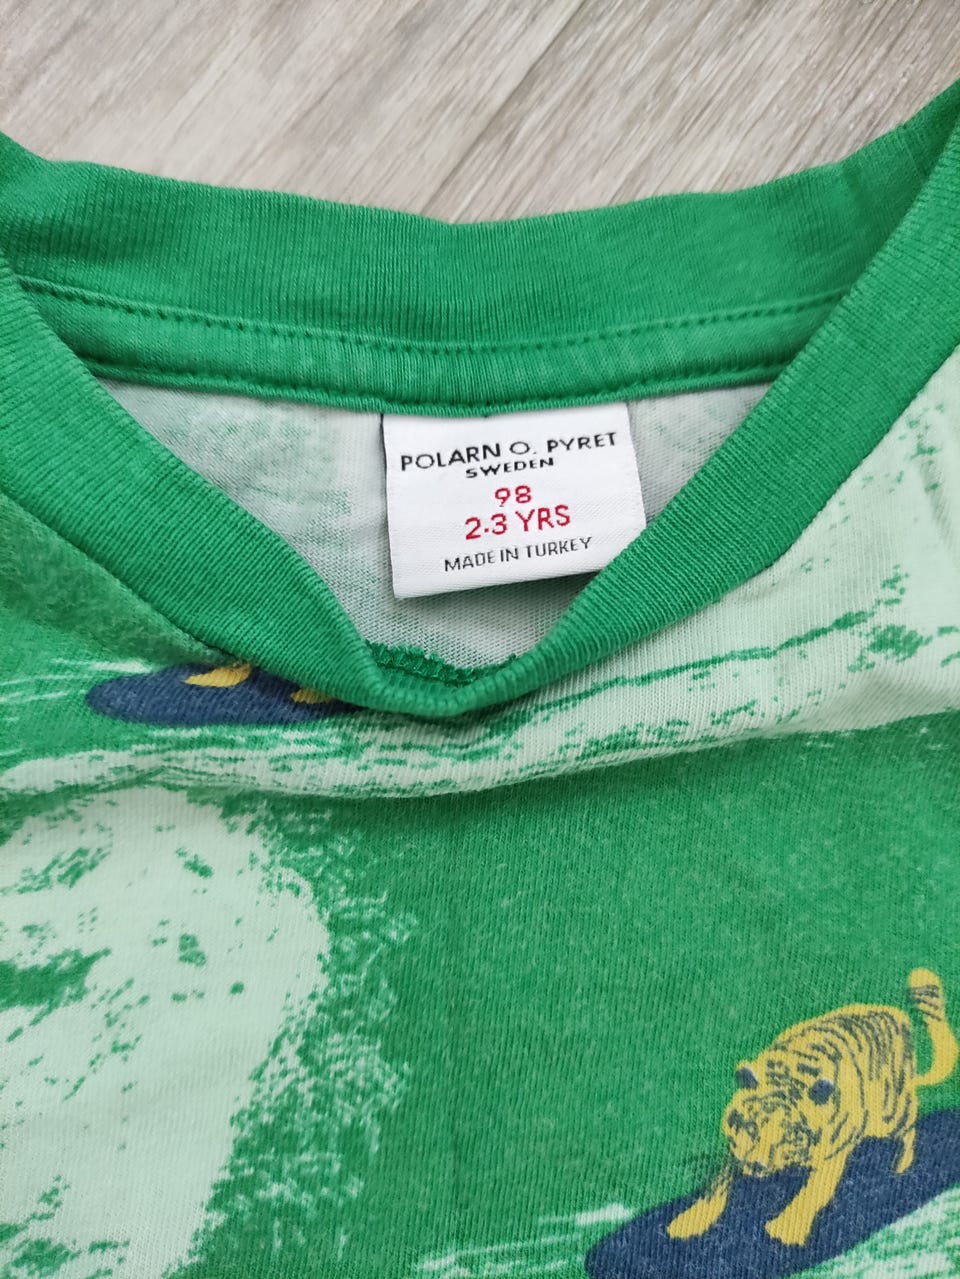 POLARN O. PYRET
SWEDEN
98
2-3 YRS
MADE IN TURKEY